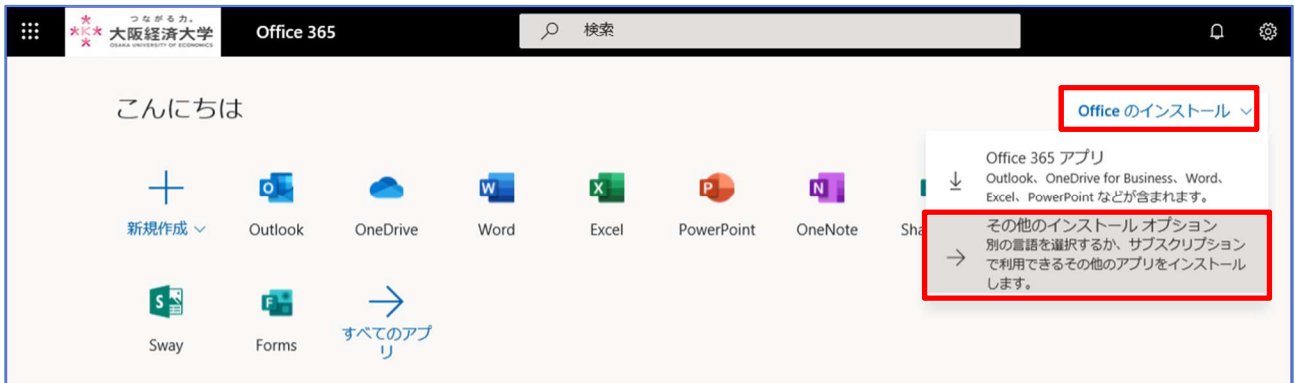 つながる力。
大阪経済大学
OSAKA UNIVERSITY OF ECONOMICS
Office 365
検索
こんにちは
Office のインストール
Office 365 アプリ
Outlook、OneDrive for Business、Word、
Excel、PowerPoint などが含まれます。
その他のインストール オプション
別の言語を選択するか、サブスクリプション
で利用できるその他のアプリをインストール
します。
新規作成
Outlook
OneDrive
Word
Excel
PowerPoint
OneNote
Sha
Sway
Forms
すべてのアプ
リ